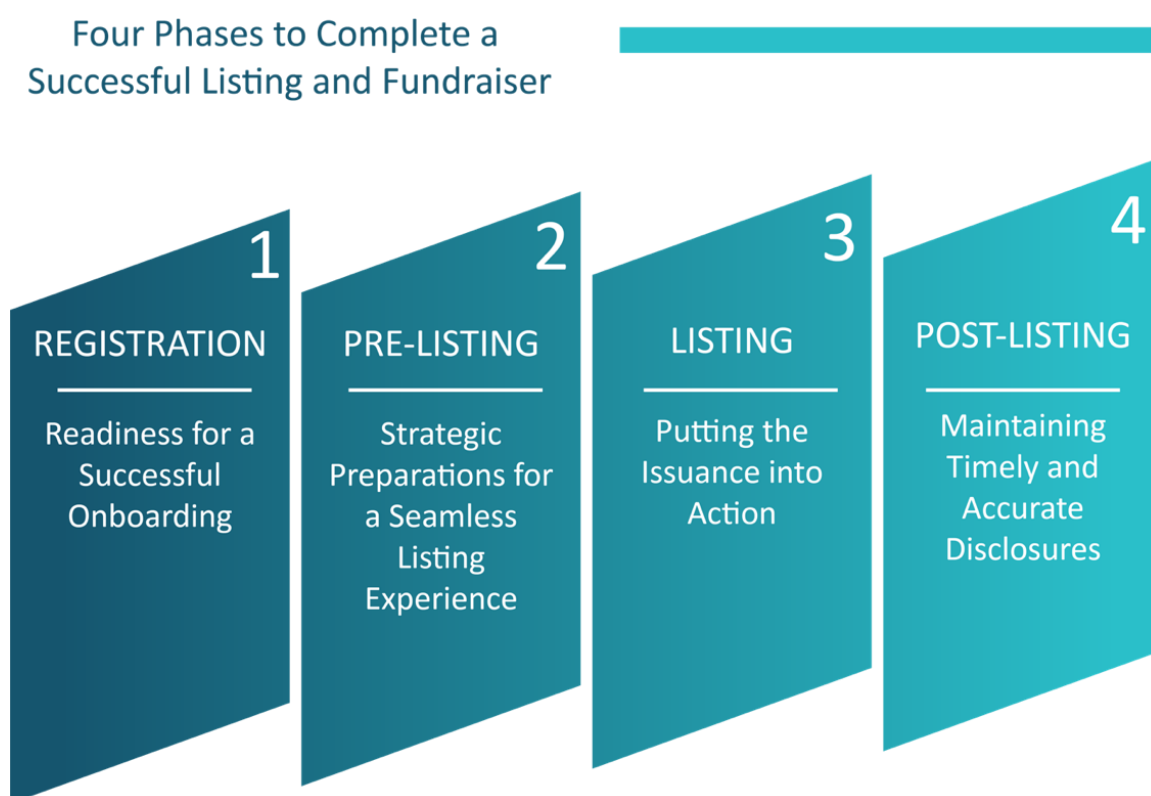 Four Phases to Complete a
Successful Listing and Fundraiser
1
REGISTRATION
Readiness for a
Successful
Onboarding
2
PRE-LISTING
Strategic
Preparations for
a Seamless
Listing
Experience
3
LISTING
Putting the
Issuance into
Action
4
POST-LISTING
Maintaining
Timely and
Accurate
Disclosures